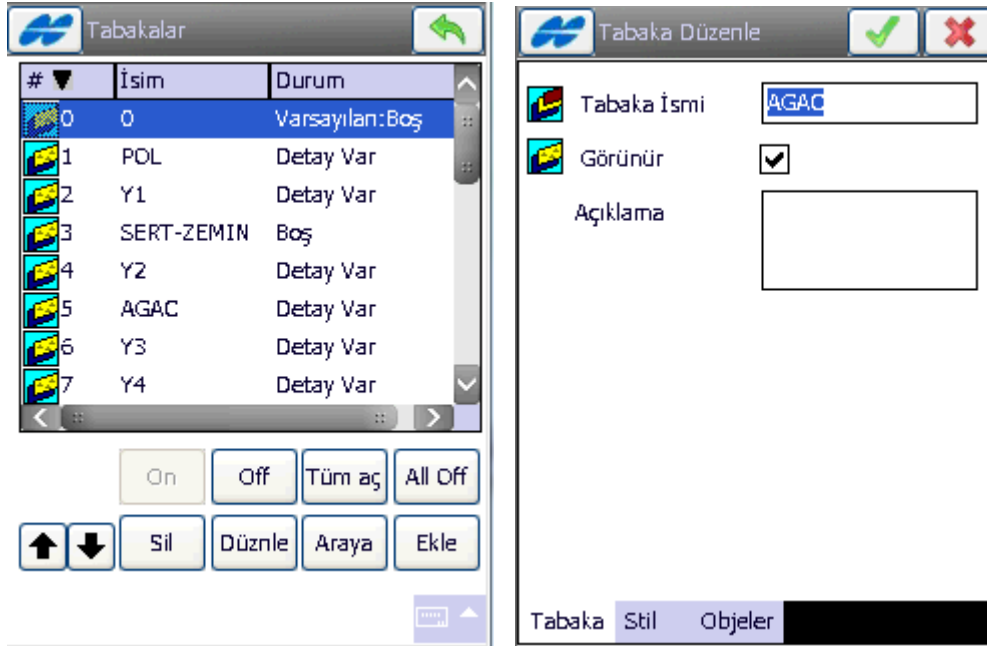 Tabakalar
# İsim Durum
0 0 Varsayılan:Boş
1 POL Detay Var
2 Y1 Detay Var
3 SERT-ZEMIN Boş
4 Y2 Detay Var
5 AGAC Detay Var
6 Y3 Detay Var
7 Y4 Detay Var
On Off Tüm aç All Off
Sil Düznle Araya Ekle
Tabaka Düzenle
Tabaka İsmi AGAC
Görünür
Açıklama
Tabaka Stil Objeler